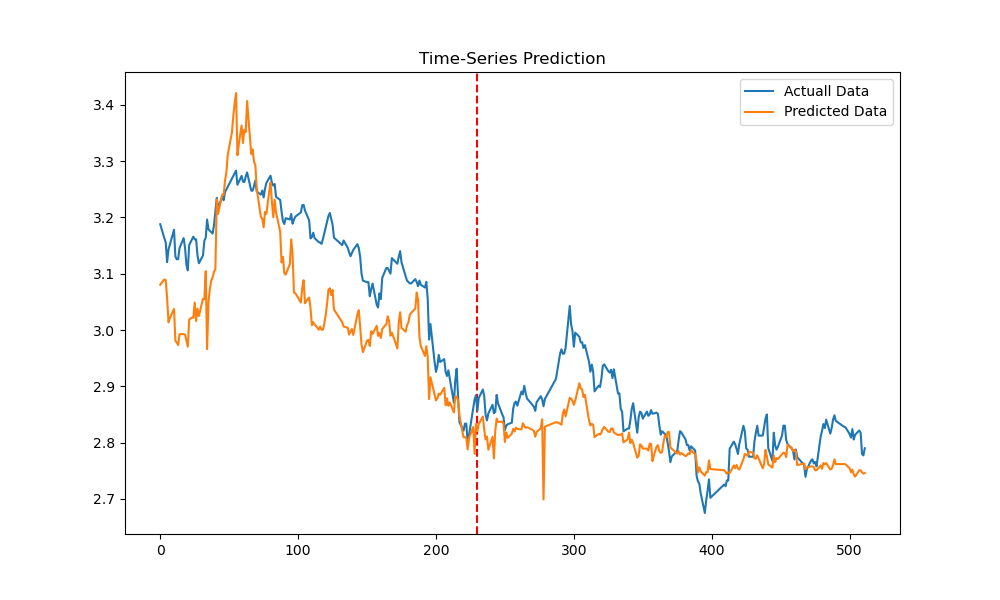 Time-Series Prediction
Actuall Data
Predicted Data
3.4
3.3
3.2
3.1
3.0
2.9
2.8
2.7
0 100 200 300 400 500